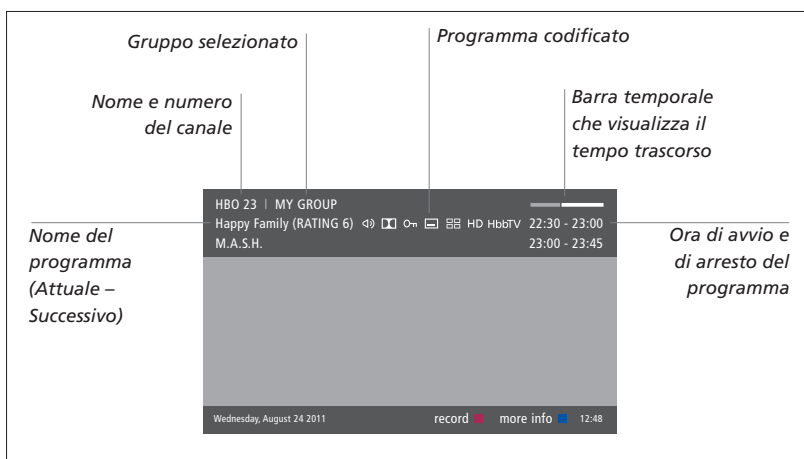 Gruppo selezionato
Programma codificato
Nome e numero
del canale
Barra temporale
che visualizza il
tempo trascorso
HBO 23 | MY GROUP
Happy Family (RATING 6) HD HbbTV 22:30 - 23:00
M.A.S.H. 23:00 - 23:45
Nome del
programma
(Attuale –
Successivo)
Ora di avvio e
di arresto del
programma
Wednesday, August 24 2011 record more info 12:48